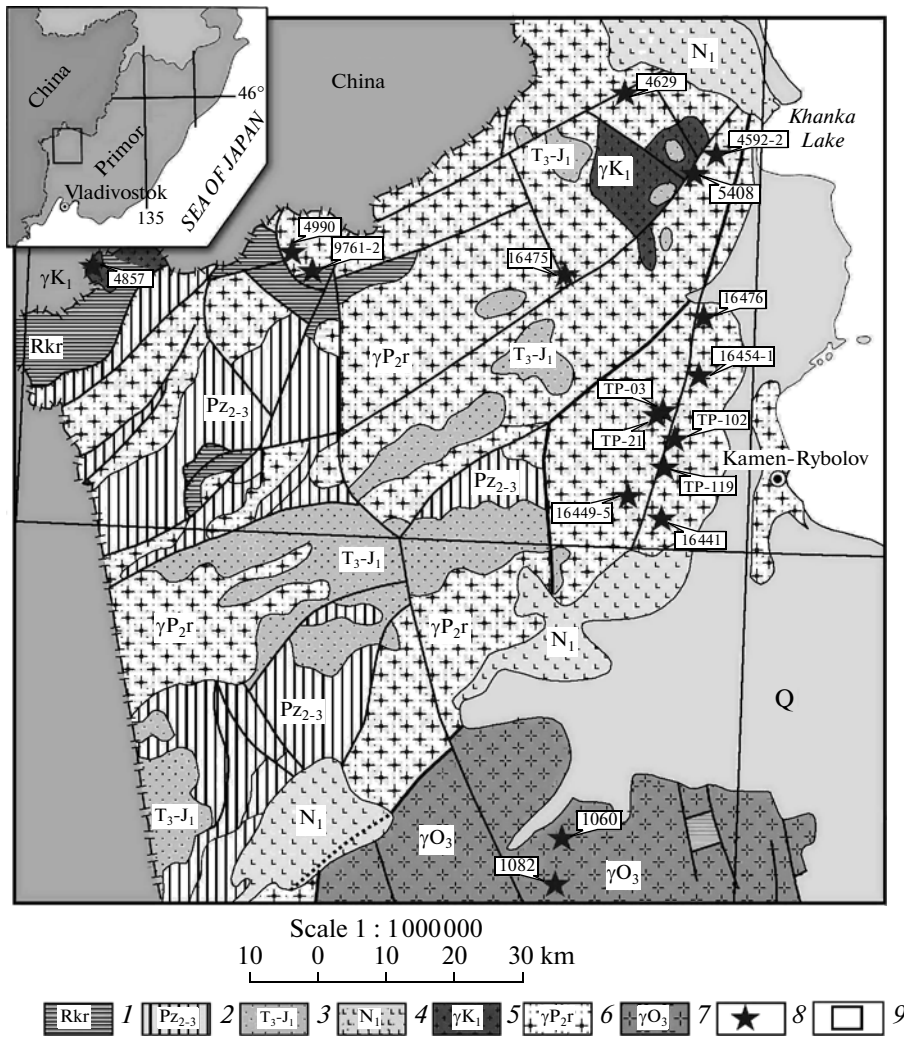 China
China
N₁
4629
46°
Khanka
Lake
4592-2
Primor
T₃-J₁
γK₁
5408
Vladivostok
SEA OF JAPAN
135
4990
9761-2
16475
γK₁
4857
16476
Rkr
γP₂r
T₃-J₁
16454-1
TP-03
Pz₂₋₃
TP-102
TP-21
Kamen-Rybolov
Pz₂₋₃
TP-119
16449-5
16441
T₃-J₁
γP₂r
γP₂r
N₁
Pz₂₋₃
Q
T₃-J₁
N₁
1060
γO₃
1082
γO₃
Scale 1 : 1000000
10 0 10 20 30 km
Rkr 1 Pz₂₋₃ 2 T₃-J₁ 3 N₁ 4 γK₁ 5 γP₂r 6 γO₃ 7 8 9